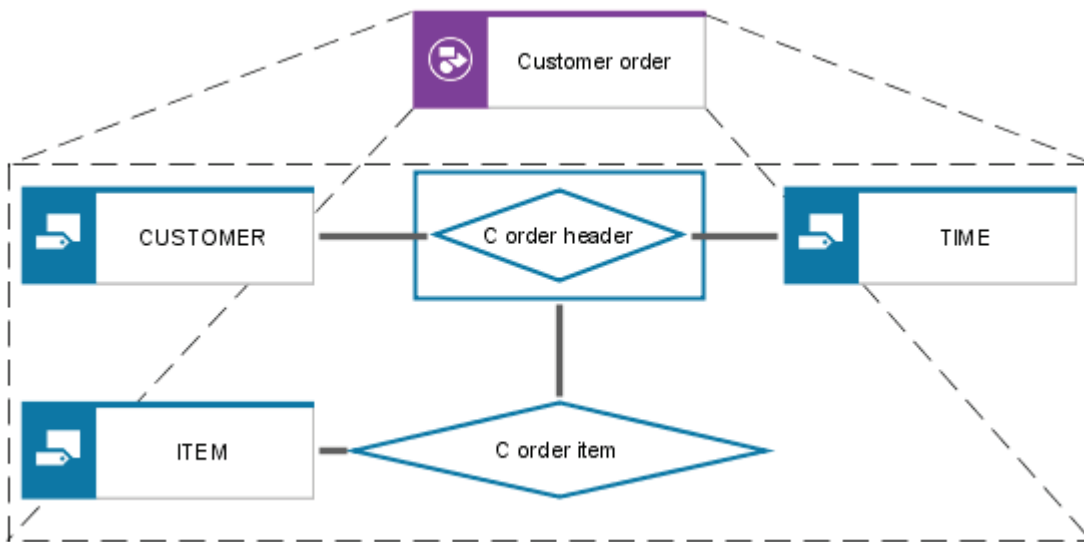 Customer order
CUSTOMER
C order header
TIME
ITEM
C order item